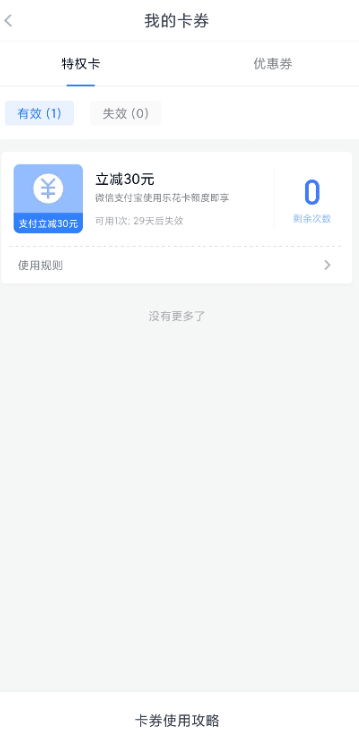 我的卡券
特权卡
优惠券
有效 (1)
失效 (0)
立减30元
微信支付宝使用乐花卡额度即享
可用1次; 29天后失效
支付立减30元
0
剩余次数
使用规则
没有更多了
卡券使用攻略